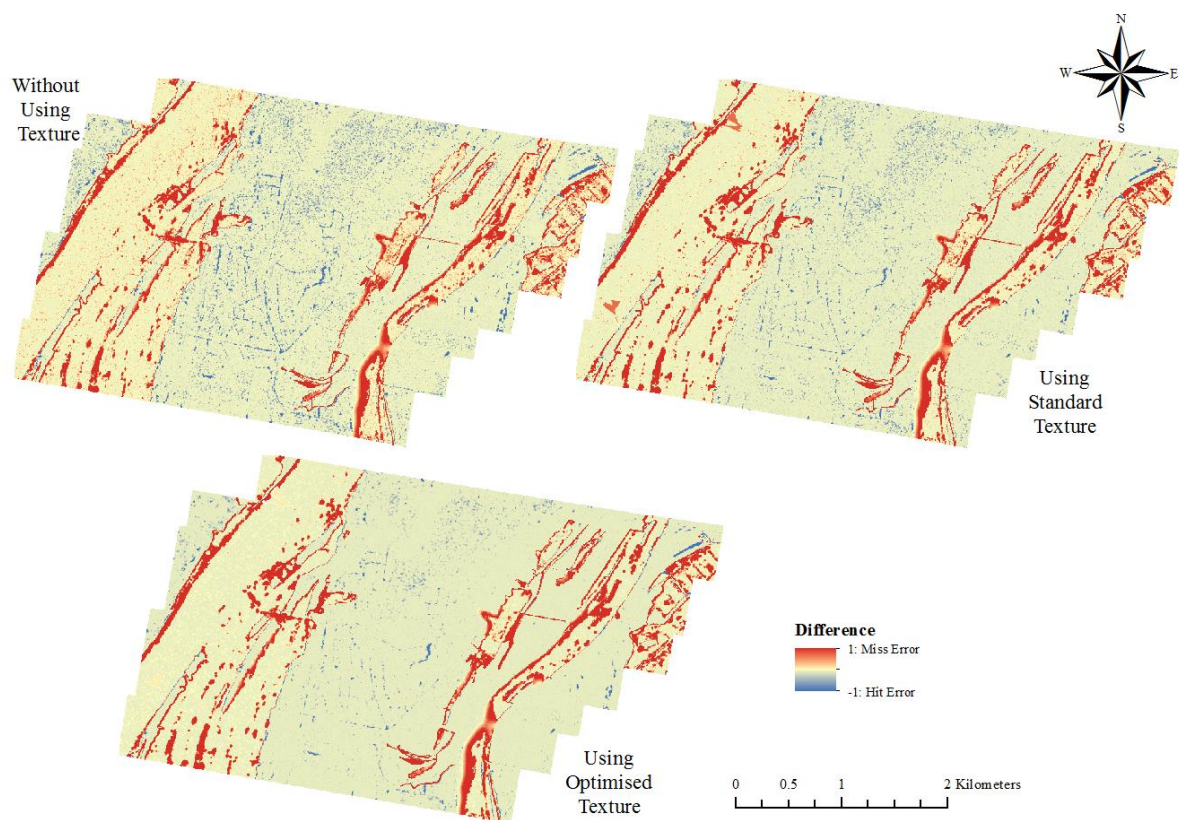 N
W E
S
Without
Using
Texture
Using
Standard
Texture
Using
Optimised
Texture
Difference
1: Miss Error
-1: Hit Error
0 0.5 1 2 Kilometers